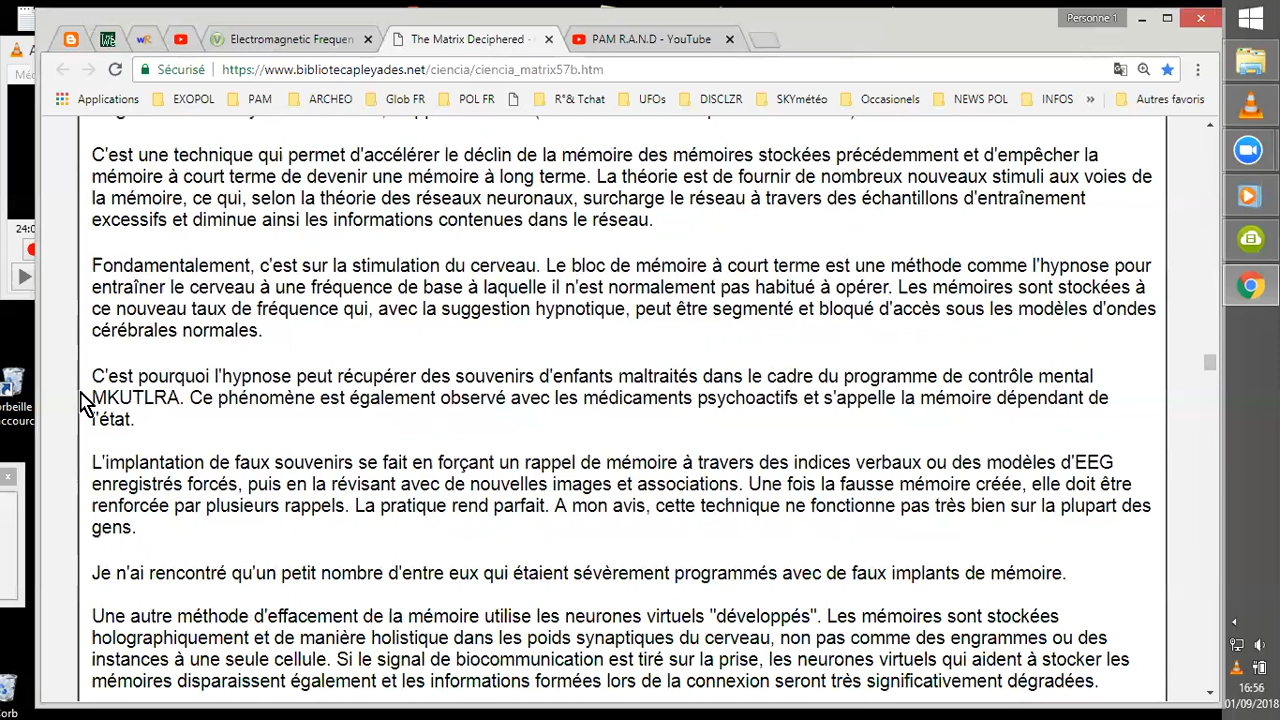 Personne 1
Electromagnetic Frequen
The Matrix Deciphered -
PAM R.A.N.D - YouTube
Sécurisé
https://www.bibliotecapleyades.net/ciencia/ciencia_matrix57b.htm
Applications
EXOPOL
PAM
ARCHEO
Glob FR
POL FR
R°& Tchat
UFOs
DISCLZR
SKYmétéo
Occasionels
NEWS POL
INFOS
»
Autres favoris
C'est une technique qui permet d'accélérer le déclin de la mémoire des mémoires stockées précédemment et d'empêcher la
mémoire à court terme de devenir une mémoire à long terme. La théorie est de fournir de nombreux nouveaux stimuli aux voies de
la mémoire, ce qui, selon la théorie des réseaux neuronaux, surcharge le réseau à travers des échantillons d'entraînement
excessifs et diminue ainsi les informations contenues dans le réseau.
Fondamentalement, c'est sur la stimulation du cerveau. Le bloc de mémoire à court terme est une méthode comme l'hypnose pour
entraîner le cerveau à une fréquence de base à laquelle il n'est normalement pas habitué à opérer. Les mémoires sont stockées à
ce nouveau taux de fréquence qui, avec la suggestion hypnotique, peut être segmenté et bloqué d'accès sous les modèles d'ondes
cérébrales normales.
C'est pourquoi l'hypnose peut récupérer des souvenirs d'enfants maltraités dans le cadre du programme de contrôle mental
MKUTLRA. Ce phénomène est également observé avec les médicaments psychoactifs et s'appelle la mémoire dépendant de
l'état.
L'implantation de faux souvenirs se fait en forçant un rappel de mémoire à travers des indices verbaux ou des modèles d'EEG
enregistrés forcés, puis en la révisant avec de nouvelles images et associations. Une fois la fausse mémoire créée, elle doit être
renforcée par plusieurs rappels. La pratique rend parfait. A mon avis, cette technique ne fonctionne pas très bien sur la plupart des
gens.
Je n'ai rencontré qu'un petit nombre d'entre eux qui étaient sévèrement programmés avec de faux implants de mémoire.
Une autre méthode d'effacement de la mémoire utilise les neurones virtuels "développés". Les mémoires sont stockées
holographiquement et de manière holistique dans les poids synaptiques du cerveau, non pas comme des engrammes ou des
instances à une seule cellule. Si le signal de biocommunication est tiré sur la prise, les neurones virtuels qui aident à stocker les
mémoires disparaissent également et les informations formées lors de la connexion seront très significativement dégradées.
16:56
01/09/2018